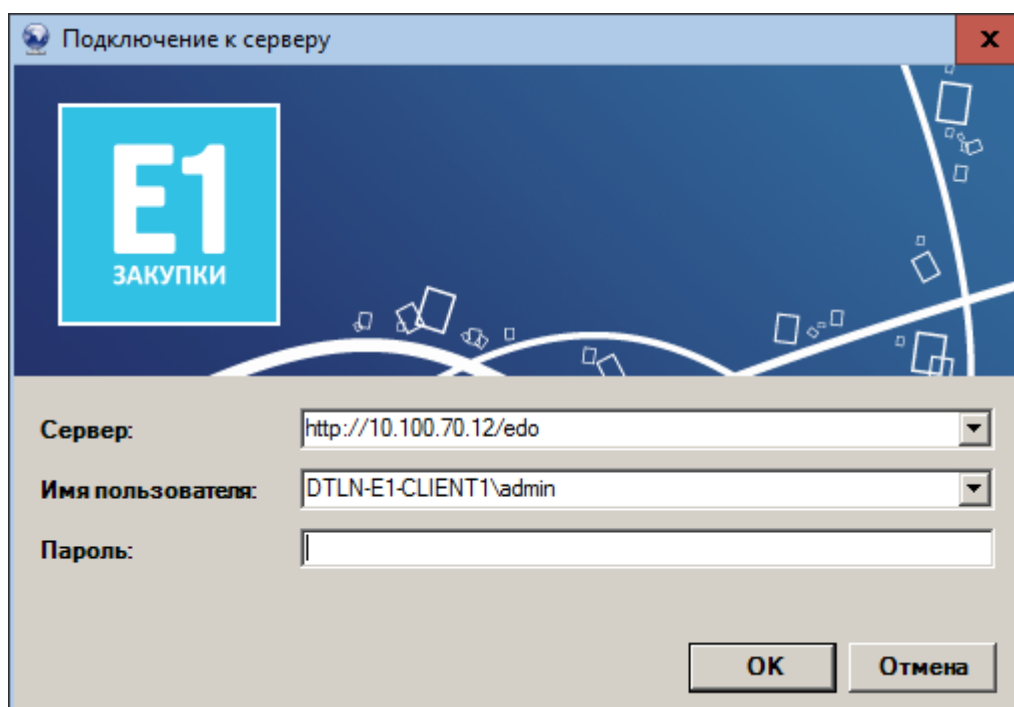 Подключение к серверу
E1
ЗАКУПКИ
Сервер: http://10.100.70.12/edo
Имя пользователя: DTLN-E1-CLIENT1\admin
Пароль:
OK Отмена